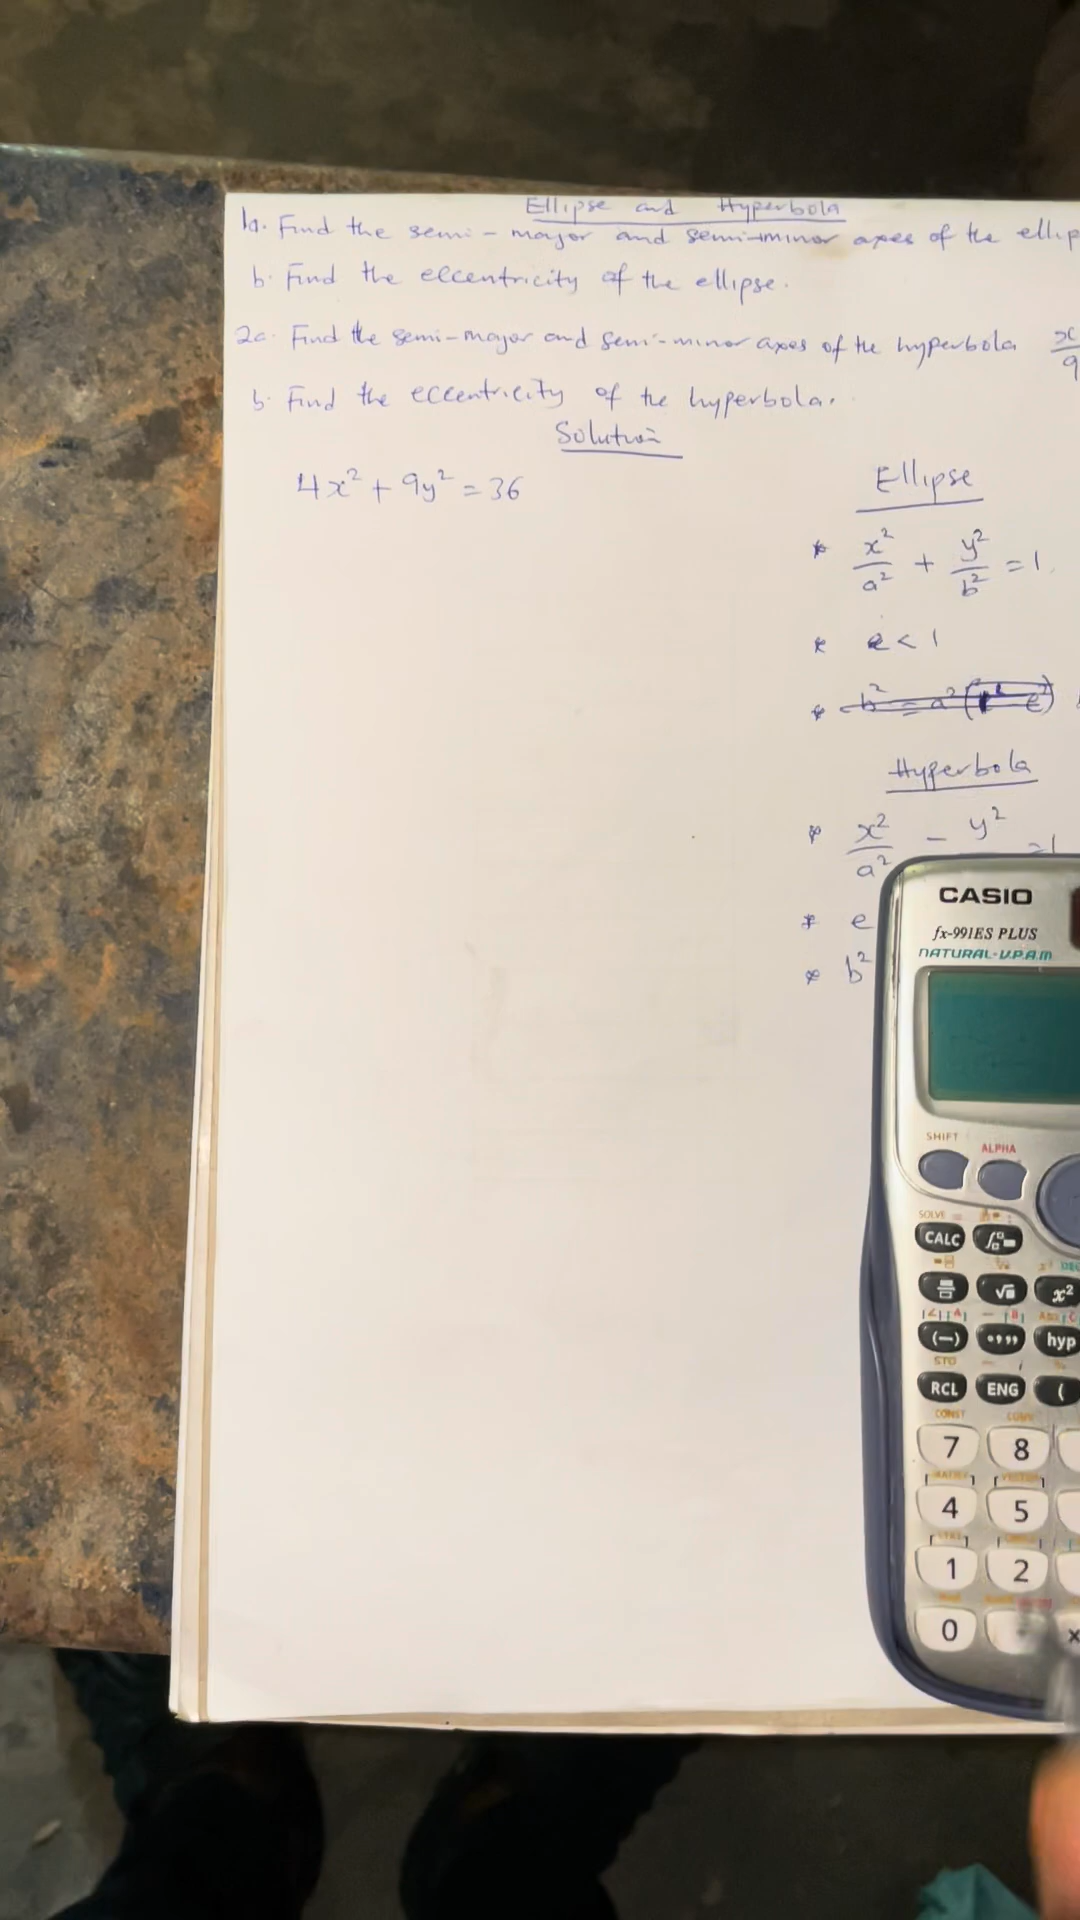 Ellipse and Hyperbola
1a. Find the semi-major and semi-minor axes of the ellip
b. Find the eccentricity of the ellipse.
2a. Find the semi-major and semi-minor axes of the hyperbola x/9
b. Find the eccentricity of the hyperbola.
Solution
4x² + 9y² = 36
Ellipse
* x²/a² + y²/b² = 1.
* e < 1
*
Hyperbola
* x²/a² - y² = 1
* e
* b²
CASIO
fx-991ES PLUS
NATURAL-V.P.A.M
SHIFT
ALPHA
SOLVE
CALC
x²
DEG
(−) hyp
STO
RCL ENG (
CONST CONV
7 8
4 5
1 2
0 . ×